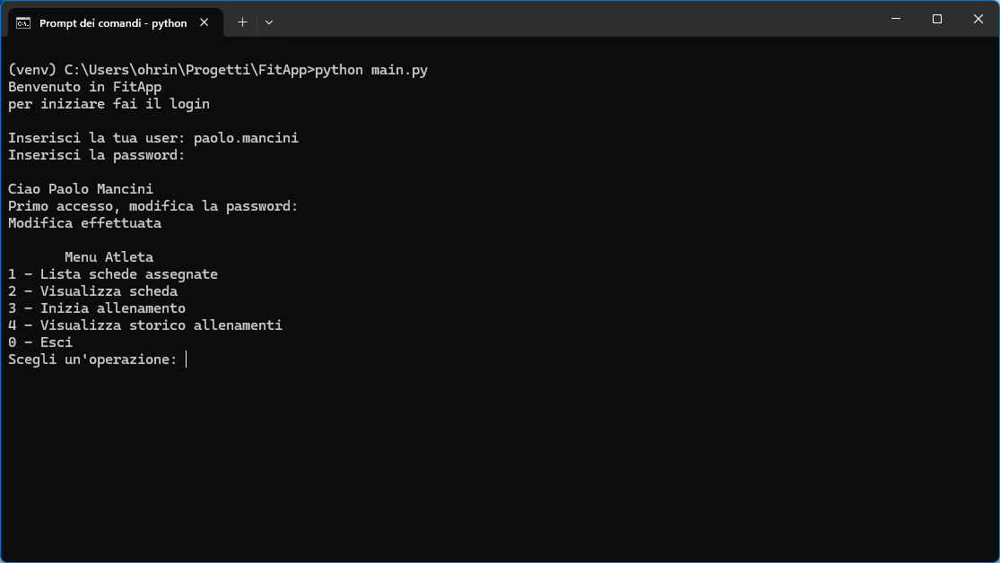 Prompt dei comandi - python
(venv) C:\Users\ohrin\Progetti\FitApp>python main.py
Benvenuto in FitApp
per iniziare fai il login
Inserisci la tua user: paolo.mancini
Inserisci la password:
Ciao Paolo Mancini
Primo accesso, modifica la password:
Modifica effettuata
Menu Atleta
1 - Lista schede assegnate
2 - Visualizza scheda
3 - Inizia allenamento
4 - Visualizza storico allenamenti
0 - Esci
Scegli un'operazione: